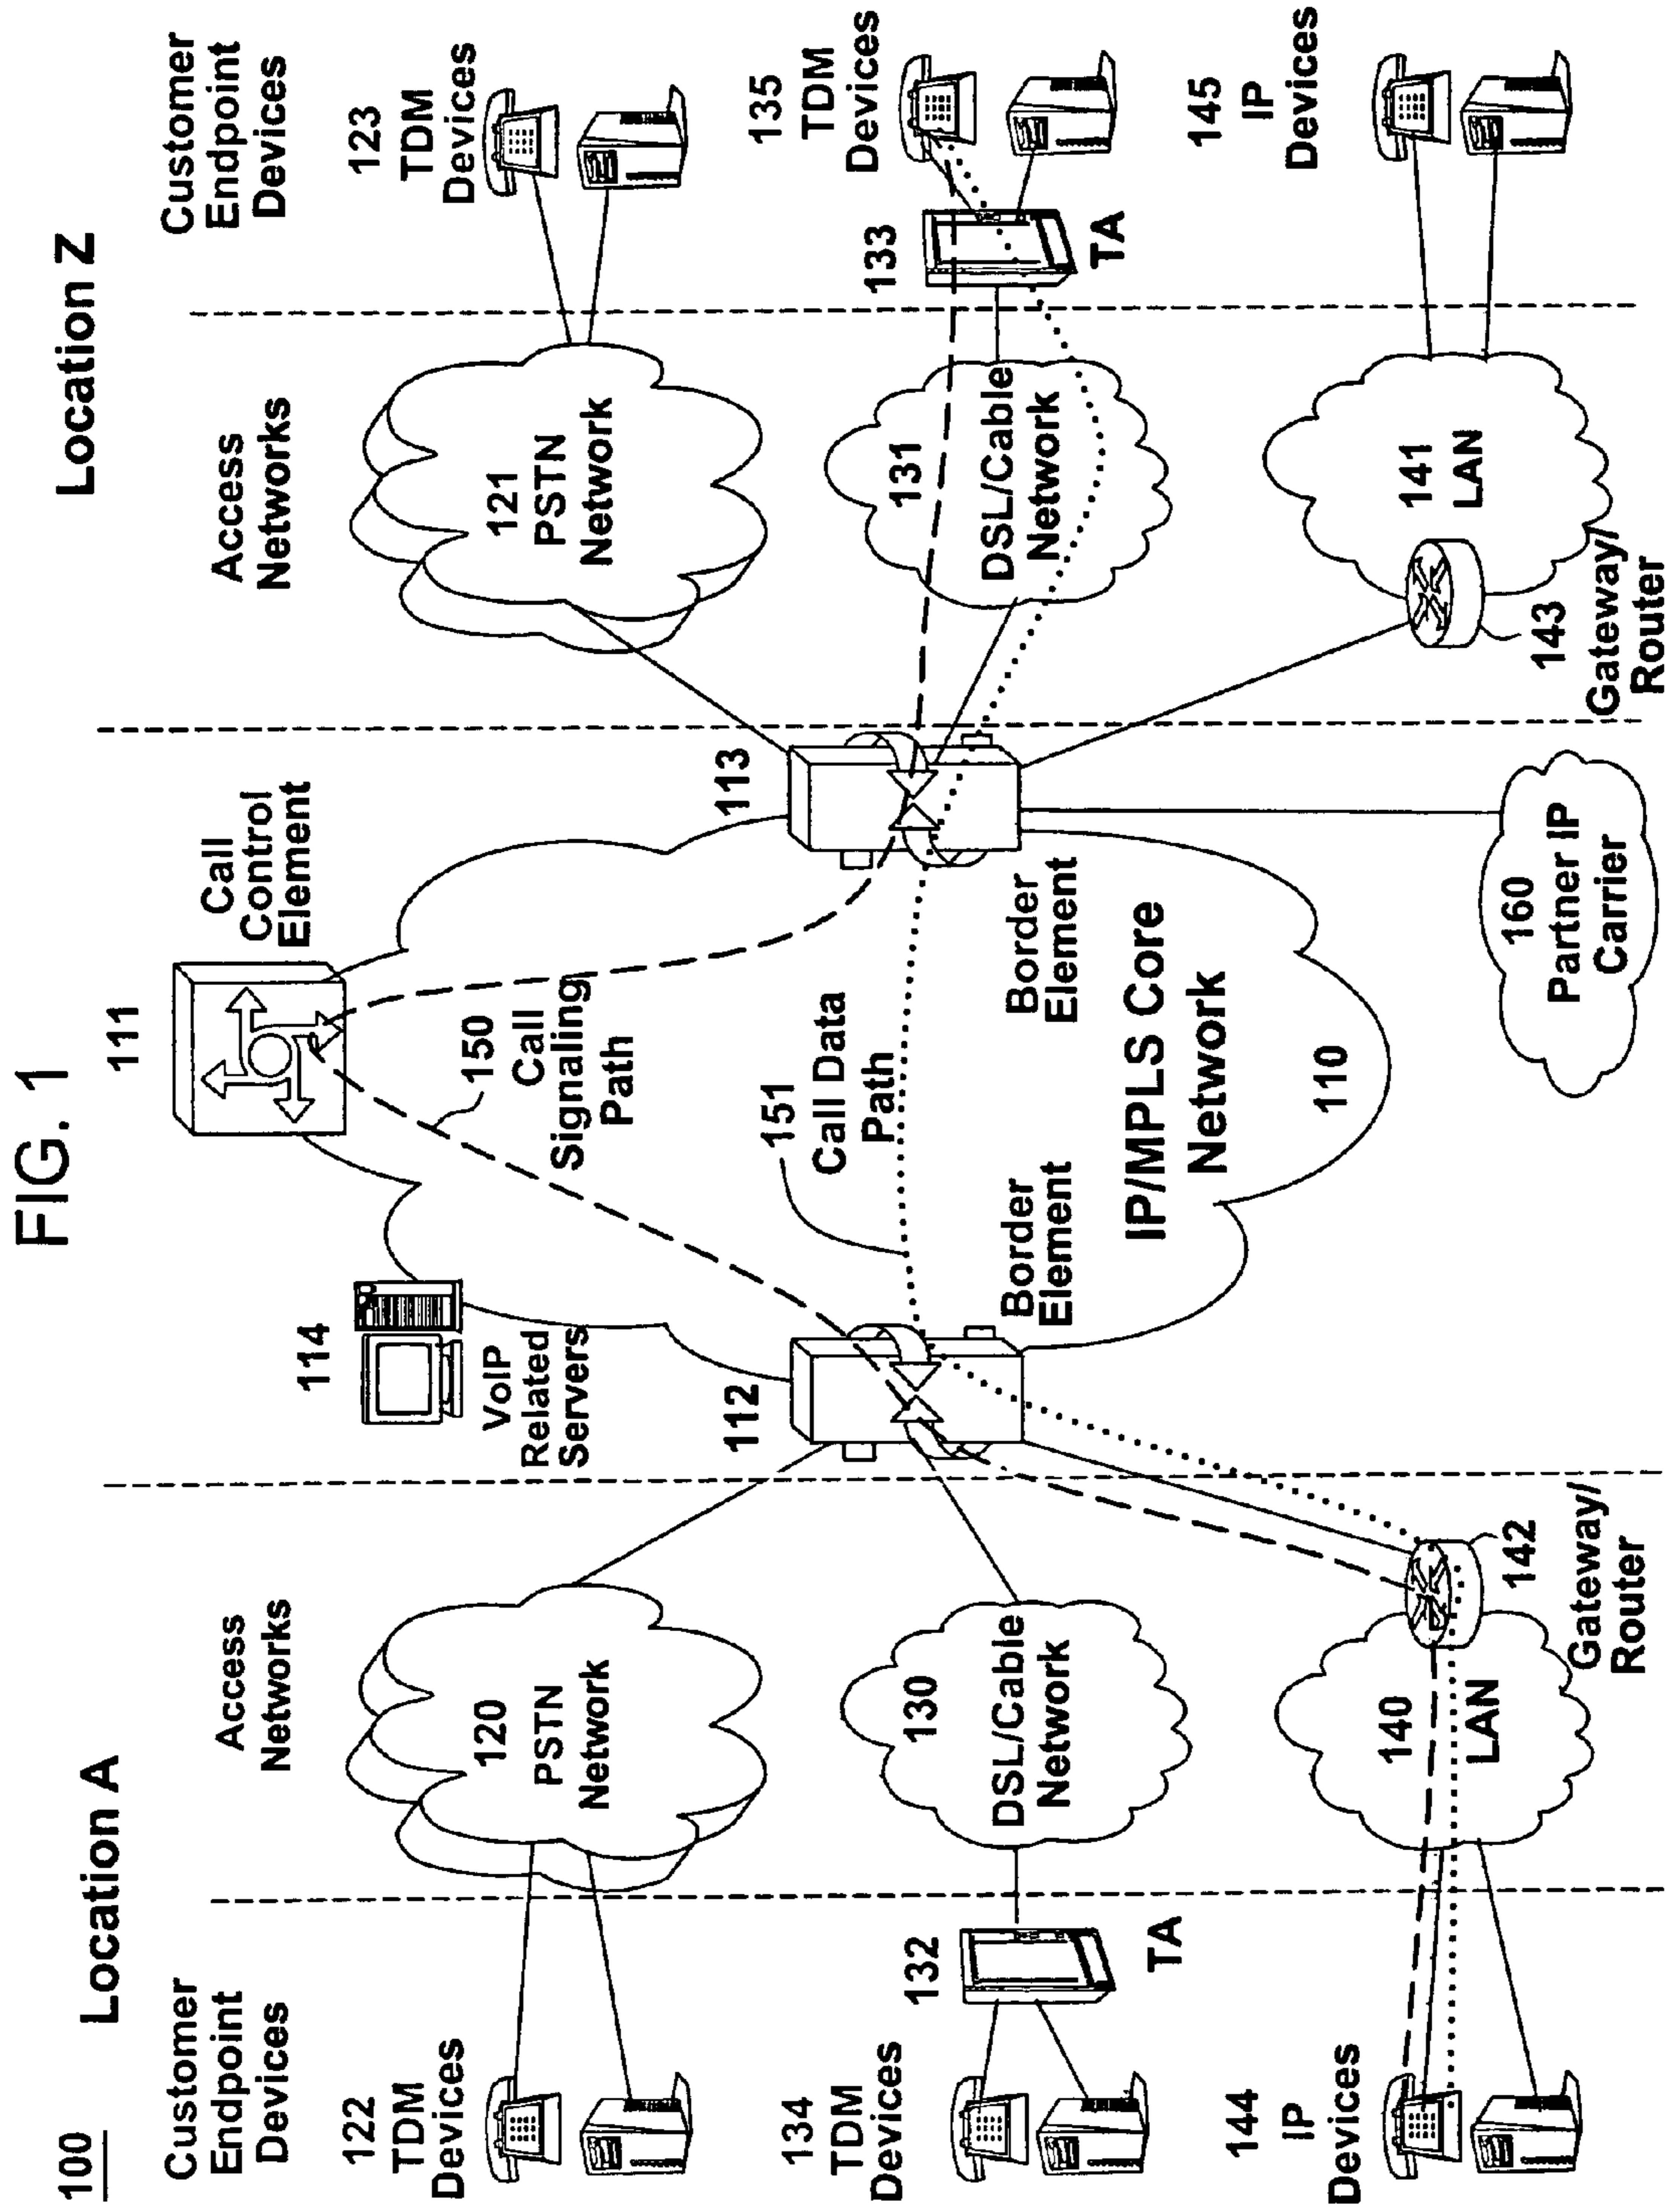 FIG. 1
100
Location A
Location Z
Customer
Endpoint
Devices
Access
Networks
111
Call
Control
Element
Access
Networks
Customer
Endpoint
Devices
114
VoIP
Related
Servers
122
TDM
Devices
120
PSTN
Network
150
Call
Signaling
Path
121
PSTN
Network
123
TDM
Devices
112
113
151
Call Data
Path
134
TDM
Devices
132
TA
130
DSL/Cable
Network
Border
Element
Border
Element
131
DSL/Cable
Network
133
TA
135
TDM
Devices
IP/MPLS Core
Network
110
144
IP
Devices
140
LAN
142
Gateway/
Router
160
Partner IP
Carrier
143
Gateway/
Router
141
LAN
145
IP
Devices